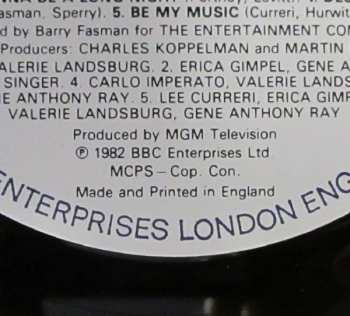 asman, Sperry). 5. BE MY MUSIC (Curreri, Hurwit
d by Barry Fasman for THE ENTERTAINMENT COM
Producers: CHARLES KOPPELMAN and MARTIN
ALERIE LANDSBURG. 2. ERICA GIMPEL, GENE A
SINGER. 4. CARLO IMPERATO, VALERIE LANDS
E ANTHONY RAY. 5. LEE CURRERI, ERICA GIMP
VALERIE LANDSBURG, GENE ANTHONY RAY
Produced by MGM Television
℗ 1982 BBC Enterprises Ltd.
MCPS – Cop. Con.
Made and Printed in England
ENTERPRISES LONDON ENG